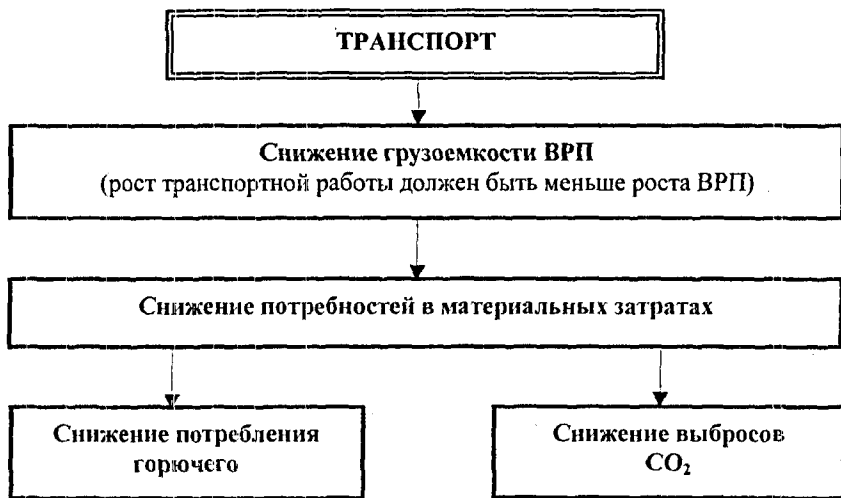 ТРАНСПОРТ
Снижение грузоемкости ВРП
(рост транспортной работы должен быть меньше роста ВРП)
Снижение потребностей в материальных затратах
Снижение потребления
горючего
Снижение выбросов
CO₂